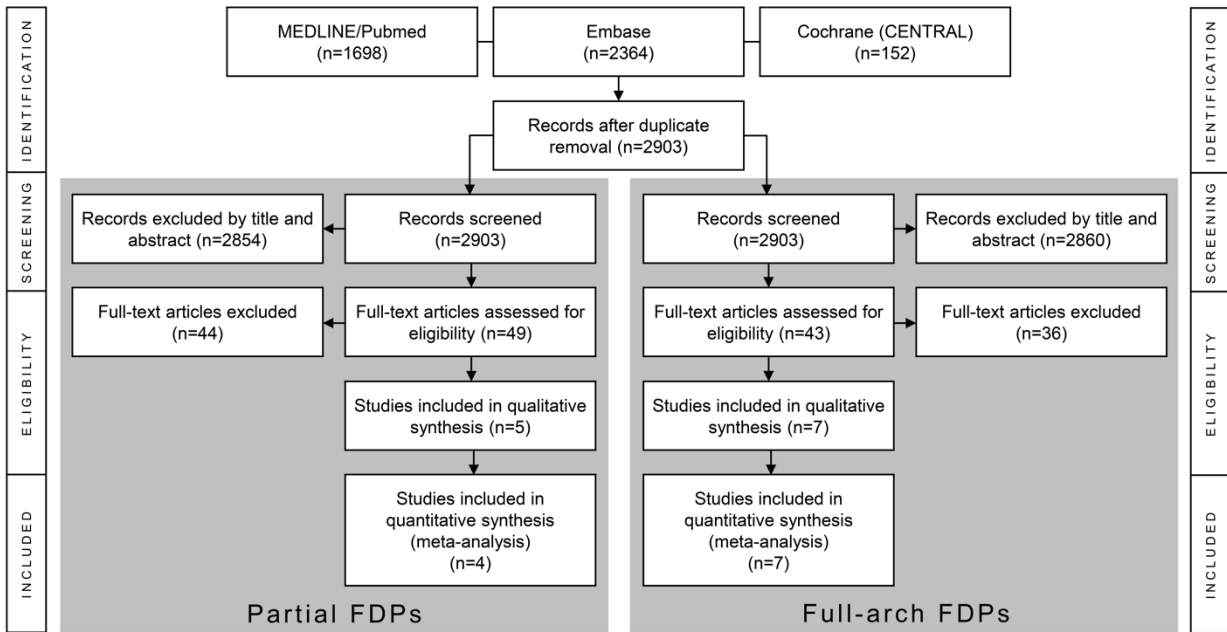 IDENTIFICATION
MEDLINE/Pubmed
(n=1698)
Embase
(n=2364)
Cochrane (CENTRAL)
(n=152)
IDENTIFICATION
Records after duplicate
removal (n=2903)
SCREENING
Records excluded by title and
abstract (n=2854)
Records screened
(n=2903)
Records screened
(n=2903)
Records excluded by title and
abstract (n=2860)
SCREENING
ELIGIBILITY
Full-text articles excluded
(n=44)
Full-text articles assessed for
eligibility (n=49)
Full-text articles assessed for
eligibility (n=43)
Full-text articles excluded
(n=36)
ELIGIBILITY
Studies included in qualitative
synthesis (n=5)
Studies included in qualitative
synthesis (n=7)
INCLUDED
Studies included in
quantitative synthesis
(meta-analysis)
(n=4)
Studies included in
quantitative synthesis
(meta-analysis)
(n=7)
INCLUDED
Partial FDPs
Full-arch FDPs